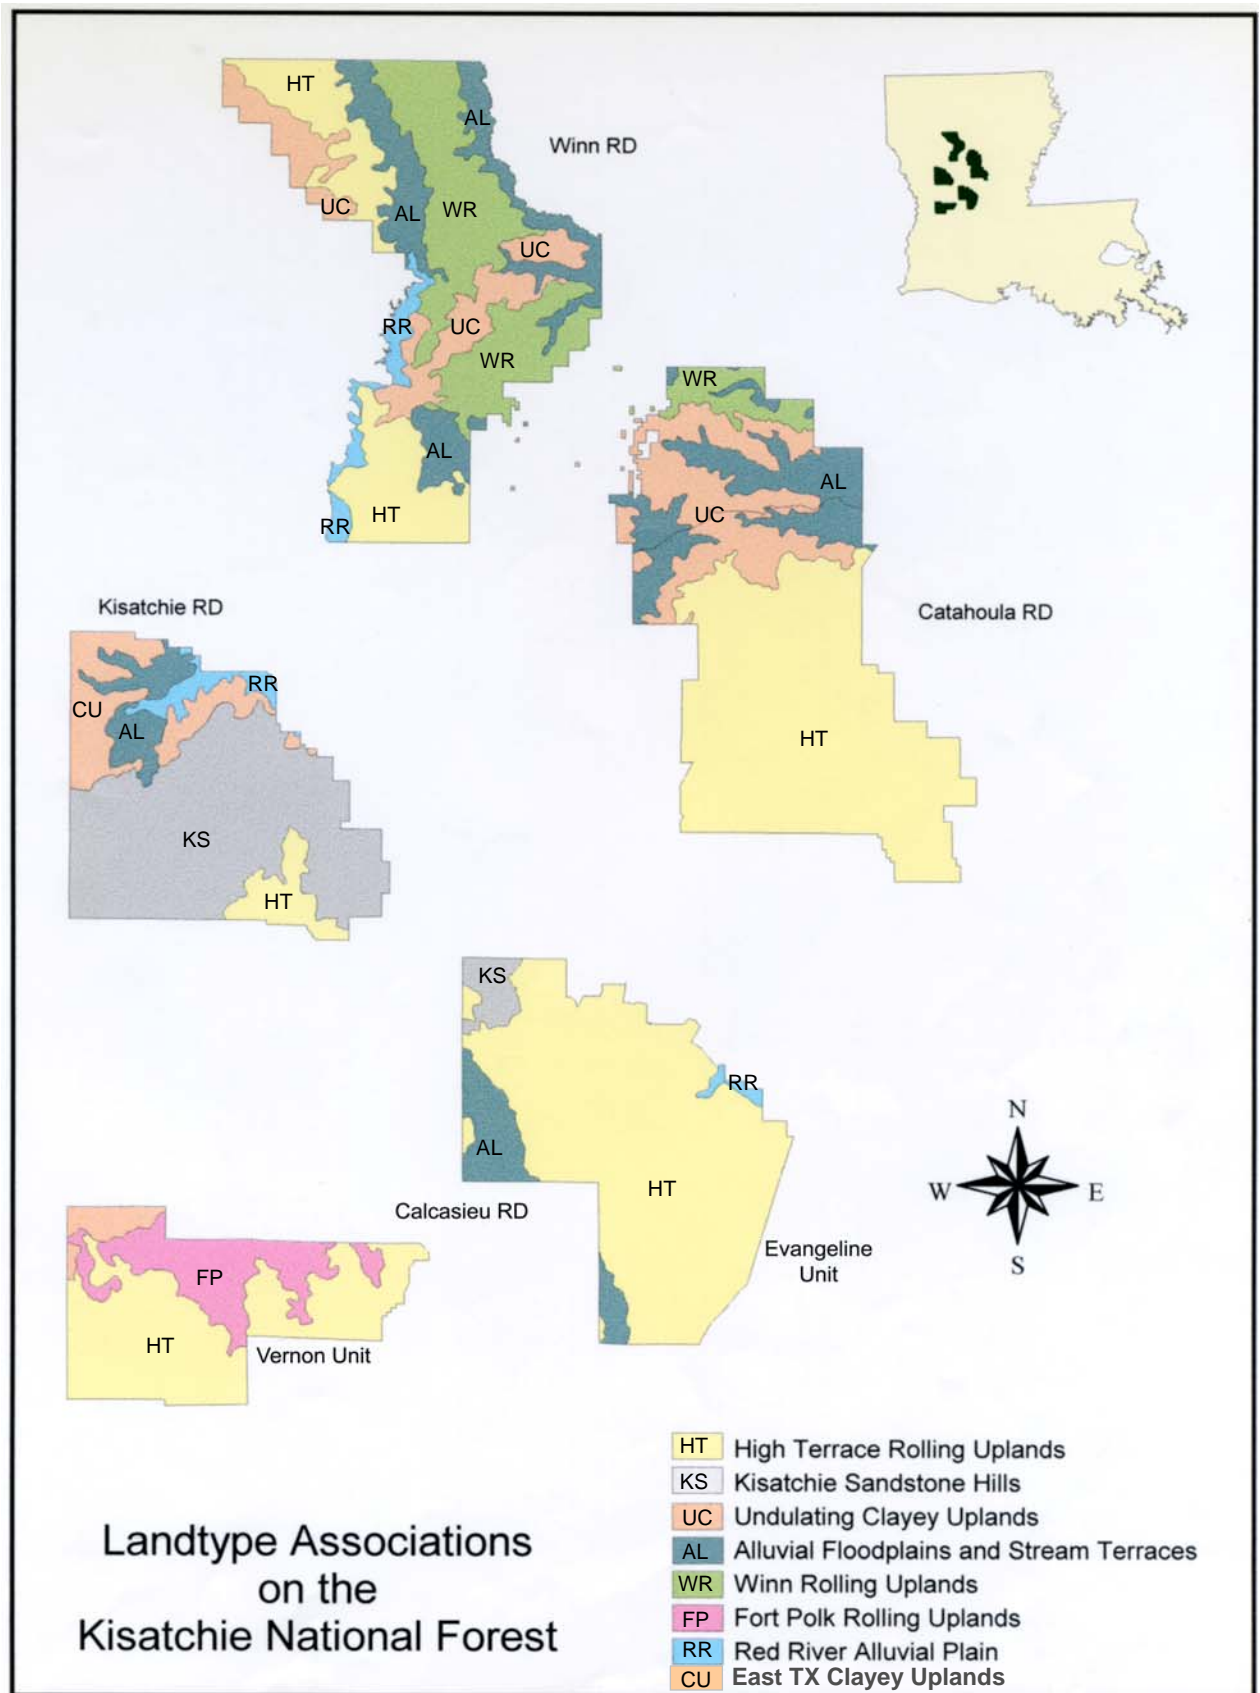 HT
AL
Winn RD
UC
AL
WR
UC
RR
UC
WR
WR
AL
AL
HT
RR
UC
Kisatchie RD
Catahoula RD
RR
CU
AL
HT
KS
HT
KS
RR
AL
HT
Calcasieu RD
Evangeline
Unit
FP
HT
Vernon Unit
N
W
E
S
HT High Terrace Rolling Uplands
KS Kisatchie Sandstone Hills
UC Undulating Clayey Uplands
AL Alluvial Floodplains and Stream Terraces
WR Winn Rolling Uplands
FP Fort Polk Rolling Uplands
RR Red River Alluvial Plain
CU East TX Clayey Uplands
Landtype Associations
on the
Kisatchie National Forest